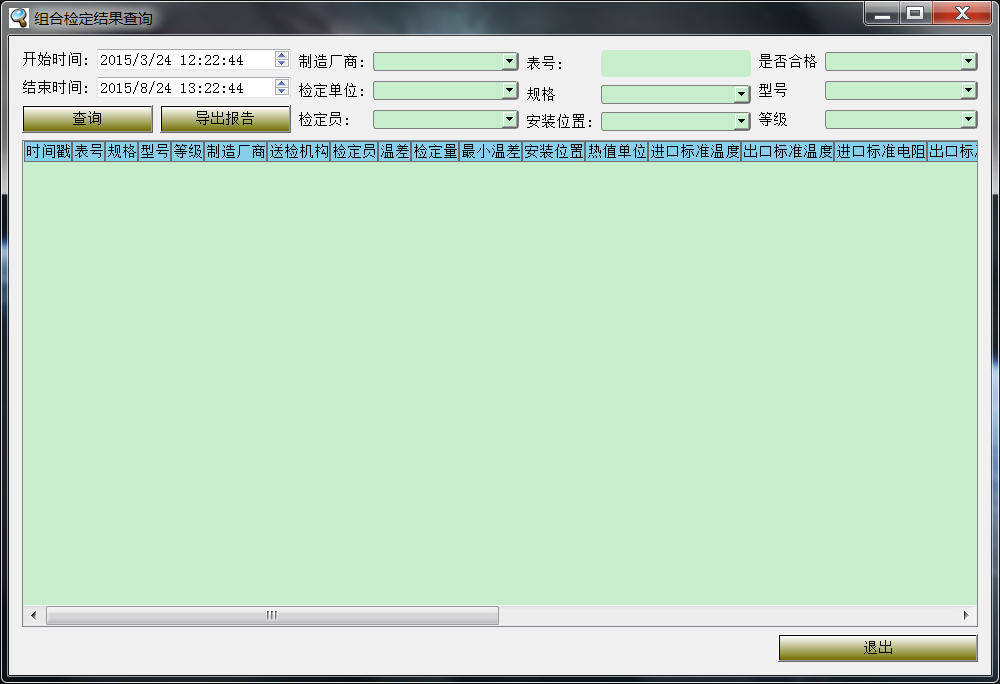 组合检定结果查询
开始时间: 2015/3/24 12:22:44 制造厂商: 表号: 是否合格
结束时间: 2015/8/24 13:22:44 检定单位: 规格 型号
查询 导出报告 检定员: 安装位置: 等级
时间戳 表号 规格 型号 等级 制造厂商 送检机构 检定员 温差 检定量 最小温差 安装位置 热值单位 进口标准温度 出口标准温度 进口标准电阻 出口标
退出